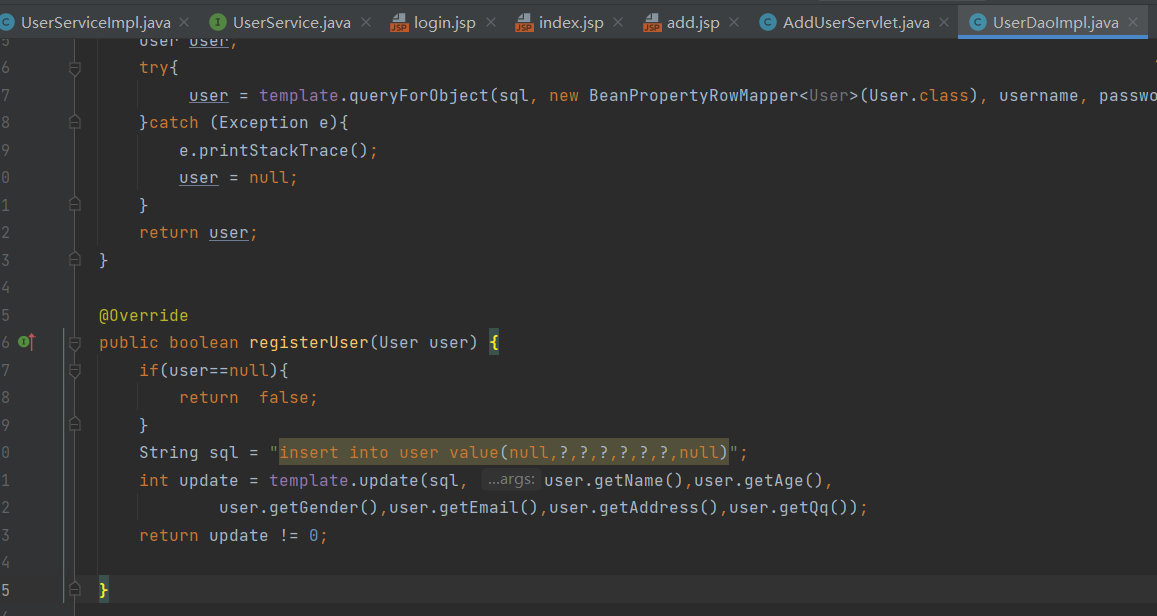 UserServiceImpl.java × UserService.java × login.jsp × index.jsp × add.jsp × AddUserServlet.java × UserDaoImpl.java ×
5 user user;
6 try{
7 user = template.queryForObject(sql, new BeanPropertyRowMapper<User>(User.class), username, passwo
8 }catch (Exception e){
9 e.printStackTrace();
0 user = null;
1 }
2 return user;
3 }
4
5 @Override
6 public boolean registerUser(User user) {
7 if(user==null){
8 return  false;
9 }
0 String sql = "insert into user value(null,?,?,?,?,?,?,null)";
1 int update = template.update(sql, ...args: user.getName(),user.getAge(),
2 user.getGender(),user.getEmail(),user.getAddress(),user.getQq());
3 return update != 0;
4
5 }